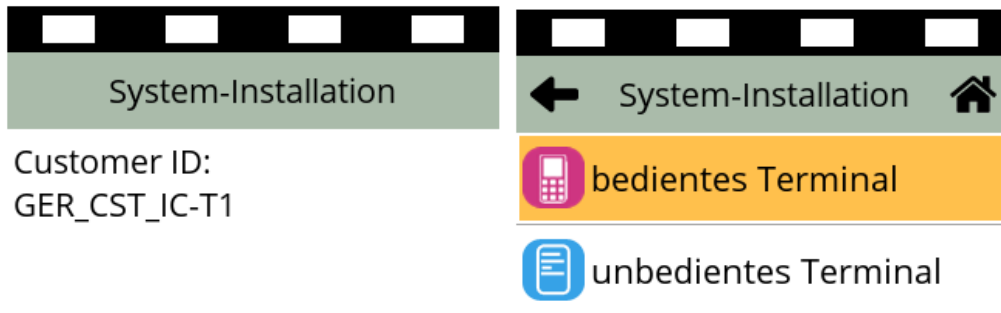 System-Installation
Customer ID:
GER_CST_IC-T1
System-Installation
bedientes Terminal
unbedientes Terminal